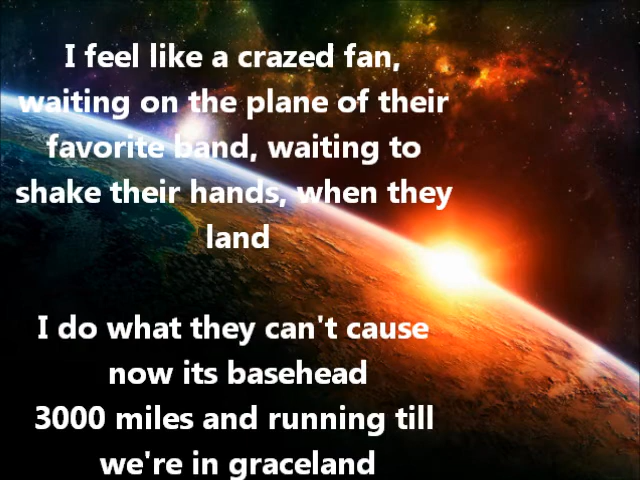 I feel like a crazed fan,
waiting on the plane of their
favorite band, waiting to
shake their hands, when they
land
I do what they can't cause
now its basehead
3000 miles and running till
we're in graceland